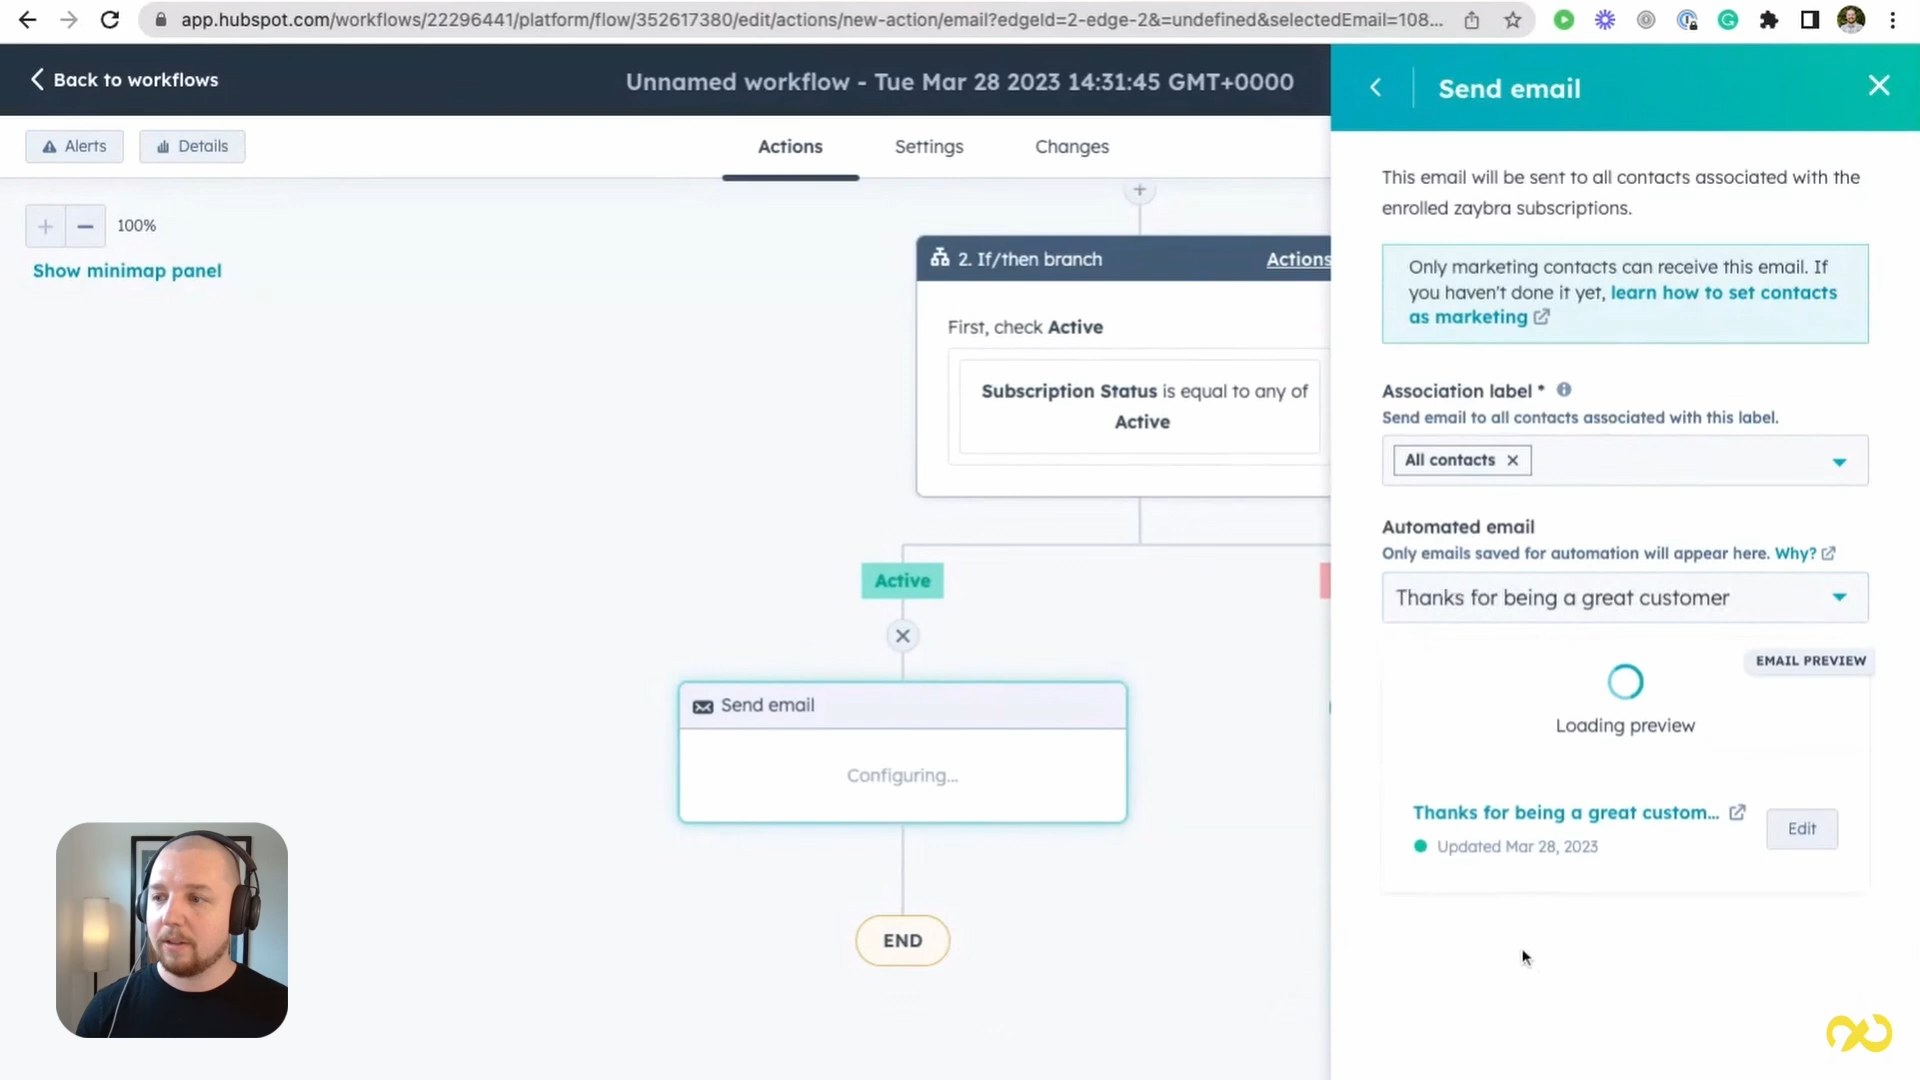 app.hubspot.com/workflows/22296441/platform/flow/352617380/edit/actions/new-action/email?edgeId=2-edge-2&=undefined&selectedEmail=108...
Back to workflows
Unnamed workflow - Tue Mar 28 2023 14:31:45 GMT+0000
Alerts
Details
Actions
Settings
Changes
100%
Show minimap panel
2. If/then branch
Actions
First, check Active
Subscription Status is equal to any of
Active
Active
Send email
Configuring...
END
Send email
This email will be sent to all contacts associated with the
enrolled zaybra subscriptions.
Only marketing contacts can receive this email. If
you haven't done it yet, learn how to set contacts
as marketing
Association label *
Send email to all contacts associated with this label.
All contacts
Automated email
Only emails saved for automation will appear here. Why?
Thanks for being a great customer
EMAIL PREVIEW
Loading preview
Thanks for being a great custom...
Updated Mar 28, 2023
Edit